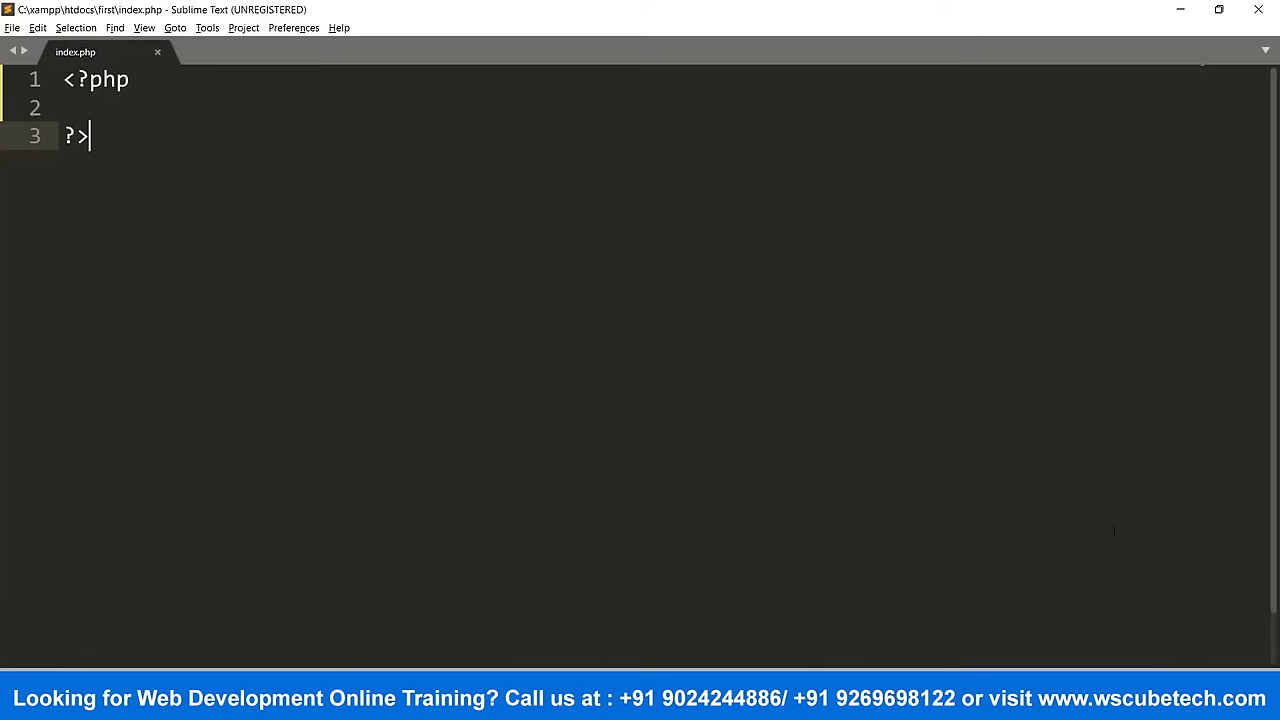 C:\xampp\htdocs\first\index.php - Sublime Text (UNREGISTERED)
File Edit Selection Find View Goto Tools Project Preferences Help
index.php
1 <?php
2
3 ?>
Looking for Web Development Online Training? Call us at : +91 9024244886/ +91 9269698122 or visit www.wscubetech.com